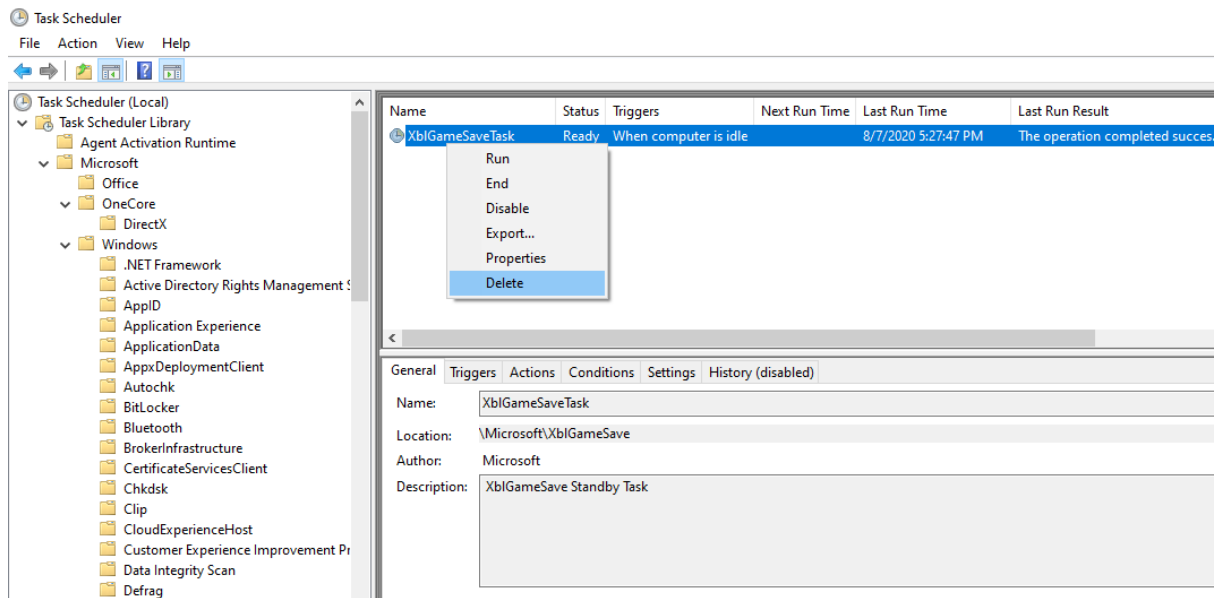 Task Scheduler
File Action View Help
Task Scheduler (Local)
Task Scheduler Library
Agent Activation Runtime
Microsoft
Office
OneCore
DirectX
Windows
.NET Framework
Active Directory Rights Management S
AppID
Application Experience
ApplicationData
AppxDeploymentClient
Autochk
BitLocker
Bluetooth
BrokerInfrastructure
CertificateServicesClient
Chkdsk
Clip
CloudExperienceHost
Customer Experience Improvement Pr
Data Integrity Scan
Defrag
Name Status Triggers Next Run Time Last Run Time Last Run Result
XblGameSaveTask Ready When computer is idle 8/7/2020 5:27:47 PM The operation completed succes.
Run
End
Disable
Export...
Properties
Delete
General Triggers Actions Conditions Settings History (disabled)
Name: XblGameSaveTask
Location: \Microsoft\XblGameSave
Author: Microsoft
Description: XblGameSave Standby Task